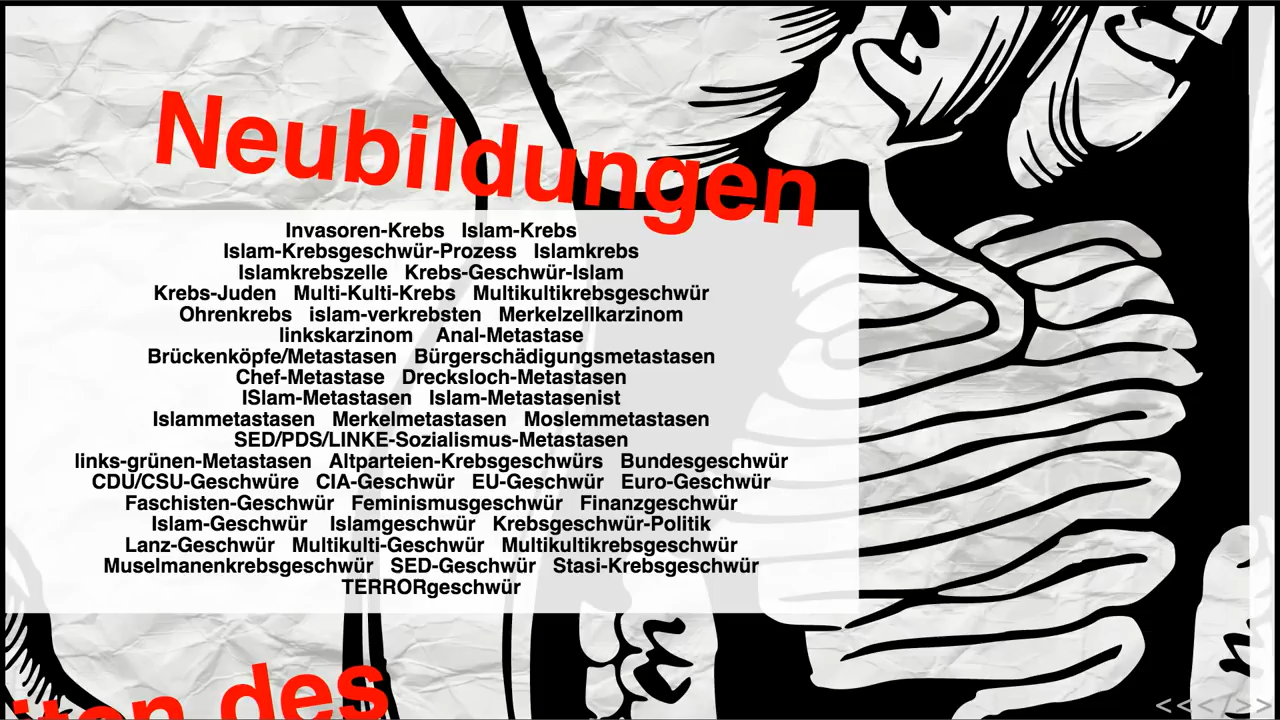 Neubildungen
Invasoren-Krebs Islam-Krebs
Islam-Krebsgeschwür-Prozess Islamkrebs
Islamkrebszelle Krebs-Geschwür-Islam
Krebs-Juden Multi-Kulti-Krebs Multikultikrebsgeschwür
Ohrenkrebs islam-verkrebsten Merkelzellkarzinom
linkskarzinom Anal-Metastase
Brückenköpfe/Metastasen Bürgerschädigungsmetastasen
Chef-Metastase Drecksloch-Metastasen
ISlam-Metastasen Islam-Metastasenist
Islammetastasen Merkelmetastasen Moslemmetastasen
SED/PDS/LINKE-Sozialismus-Metastasen
links-grünen-Metastasen Altparteien-Krebsgeschwürs Bundesgeschwür
CDU/CSU-Geschwüre CIA-Geschwür EU-Geschwür Euro-Geschwür
Faschisten-Geschwür Feminismusgeschwür Finanzgeschwür
Islam-Geschwür Islamgeschwür Krebsgeschwür-Politik
Lanz-Geschwür Multikulti-Geschwür Multikultikrebsgeschwür
Muselmanenkrebsgeschwür SED-Geschwür Stasi-Krebsgeschwür
TERRORgeschwür
des
<< < / > >>